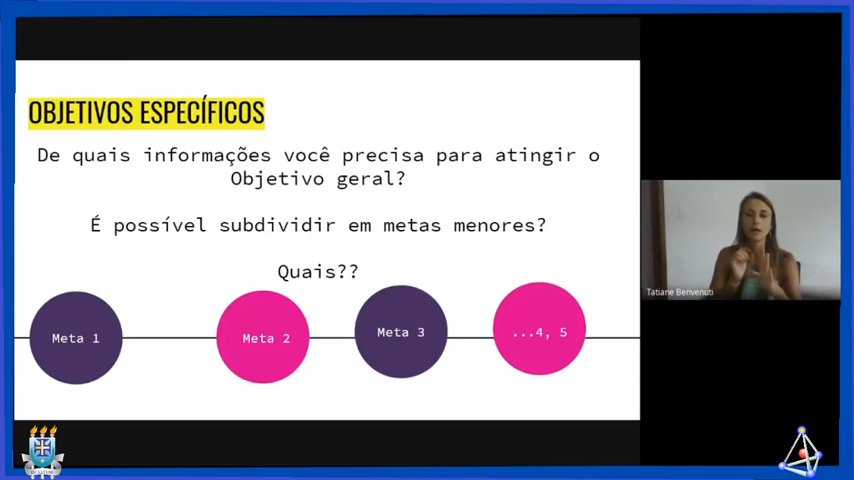 OBJETIVOS ESPECÍFICOS
De quais informações você precisa para atingir o
Objetivo geral?
É possível subdividir em metas menores?
Quais??
Meta 1
Meta 2
Meta 3
...4, 5
Tatiane Benvenuti